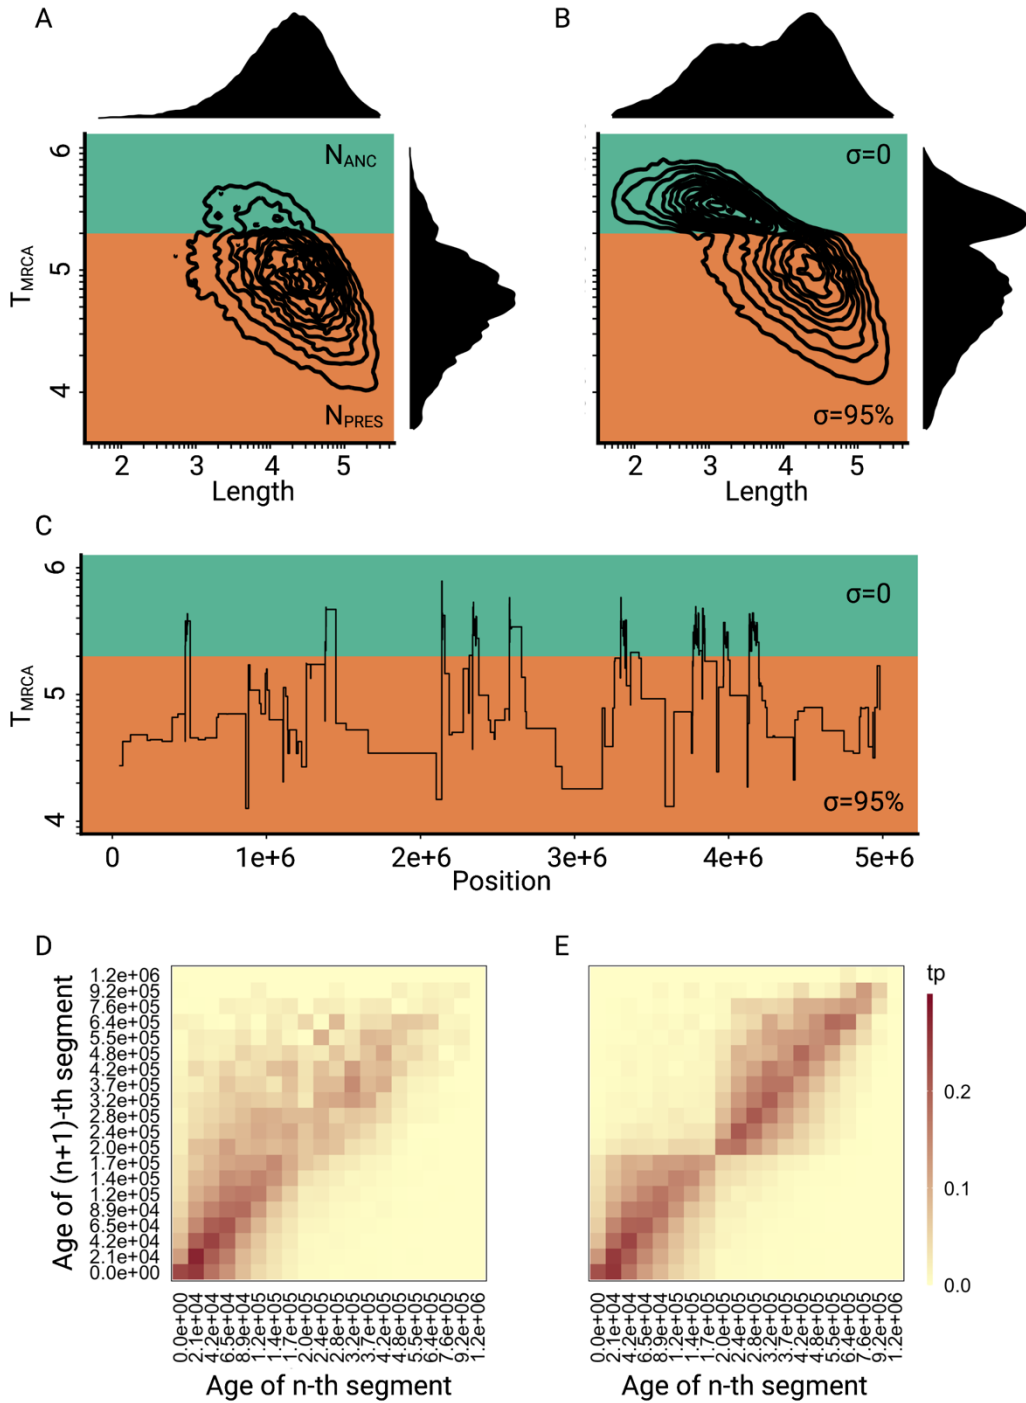 A
B
6
5
4
T_MRCA
N_ANC
N_PRES
2 3 4 5
Length
σ=0
σ=95%
2 3 4 5
Length
C
6
5
4
T_MRCA
σ=0
σ=95%
0 1e+6 2e+6 3e+6 4e+6 5e+6
Position
D
E
Age of (n+1)-th segment
1.2e+06
9.2e+05
7.6e+05
6.4e+05
5.5e+05
4.8e+05
4.2e+05
3.7e+05
3.2e+05
2.8e+05
2.4e+05
2.0e+05
1.7e+05
1.4e+05
1.2e+05
8.9e+04
6.5e+04
4.2e+04
2.1e+04
0.0e+00
0.0e+00
2.1e+04
4.2e+04
6.5e+04
8.9e+04
1.2e+05
1.4e+05
1.7e+05
2.0e+05
2.4e+05
2.8e+05
3.2e+05
3.7e+05
4.2e+05
4.8e+05
5.5e+05
6.4e+05
7.6e+05
9.2e+05
1.2e+06
Age of n-th segment
0.0e+00
2.1e+04
4.2e+04
6.5e+04
8.9e+04
1.2e+05
1.4e+05
1.7e+05
2.0e+05
2.4e+05
2.8e+05
3.2e+05
3.7e+05
4.2e+05
4.8e+05
5.5e+05
6.4e+05
7.6e+05
9.2e+05
1.2e+06
Age of n-th segment
tp
0.2
0.1
0.0